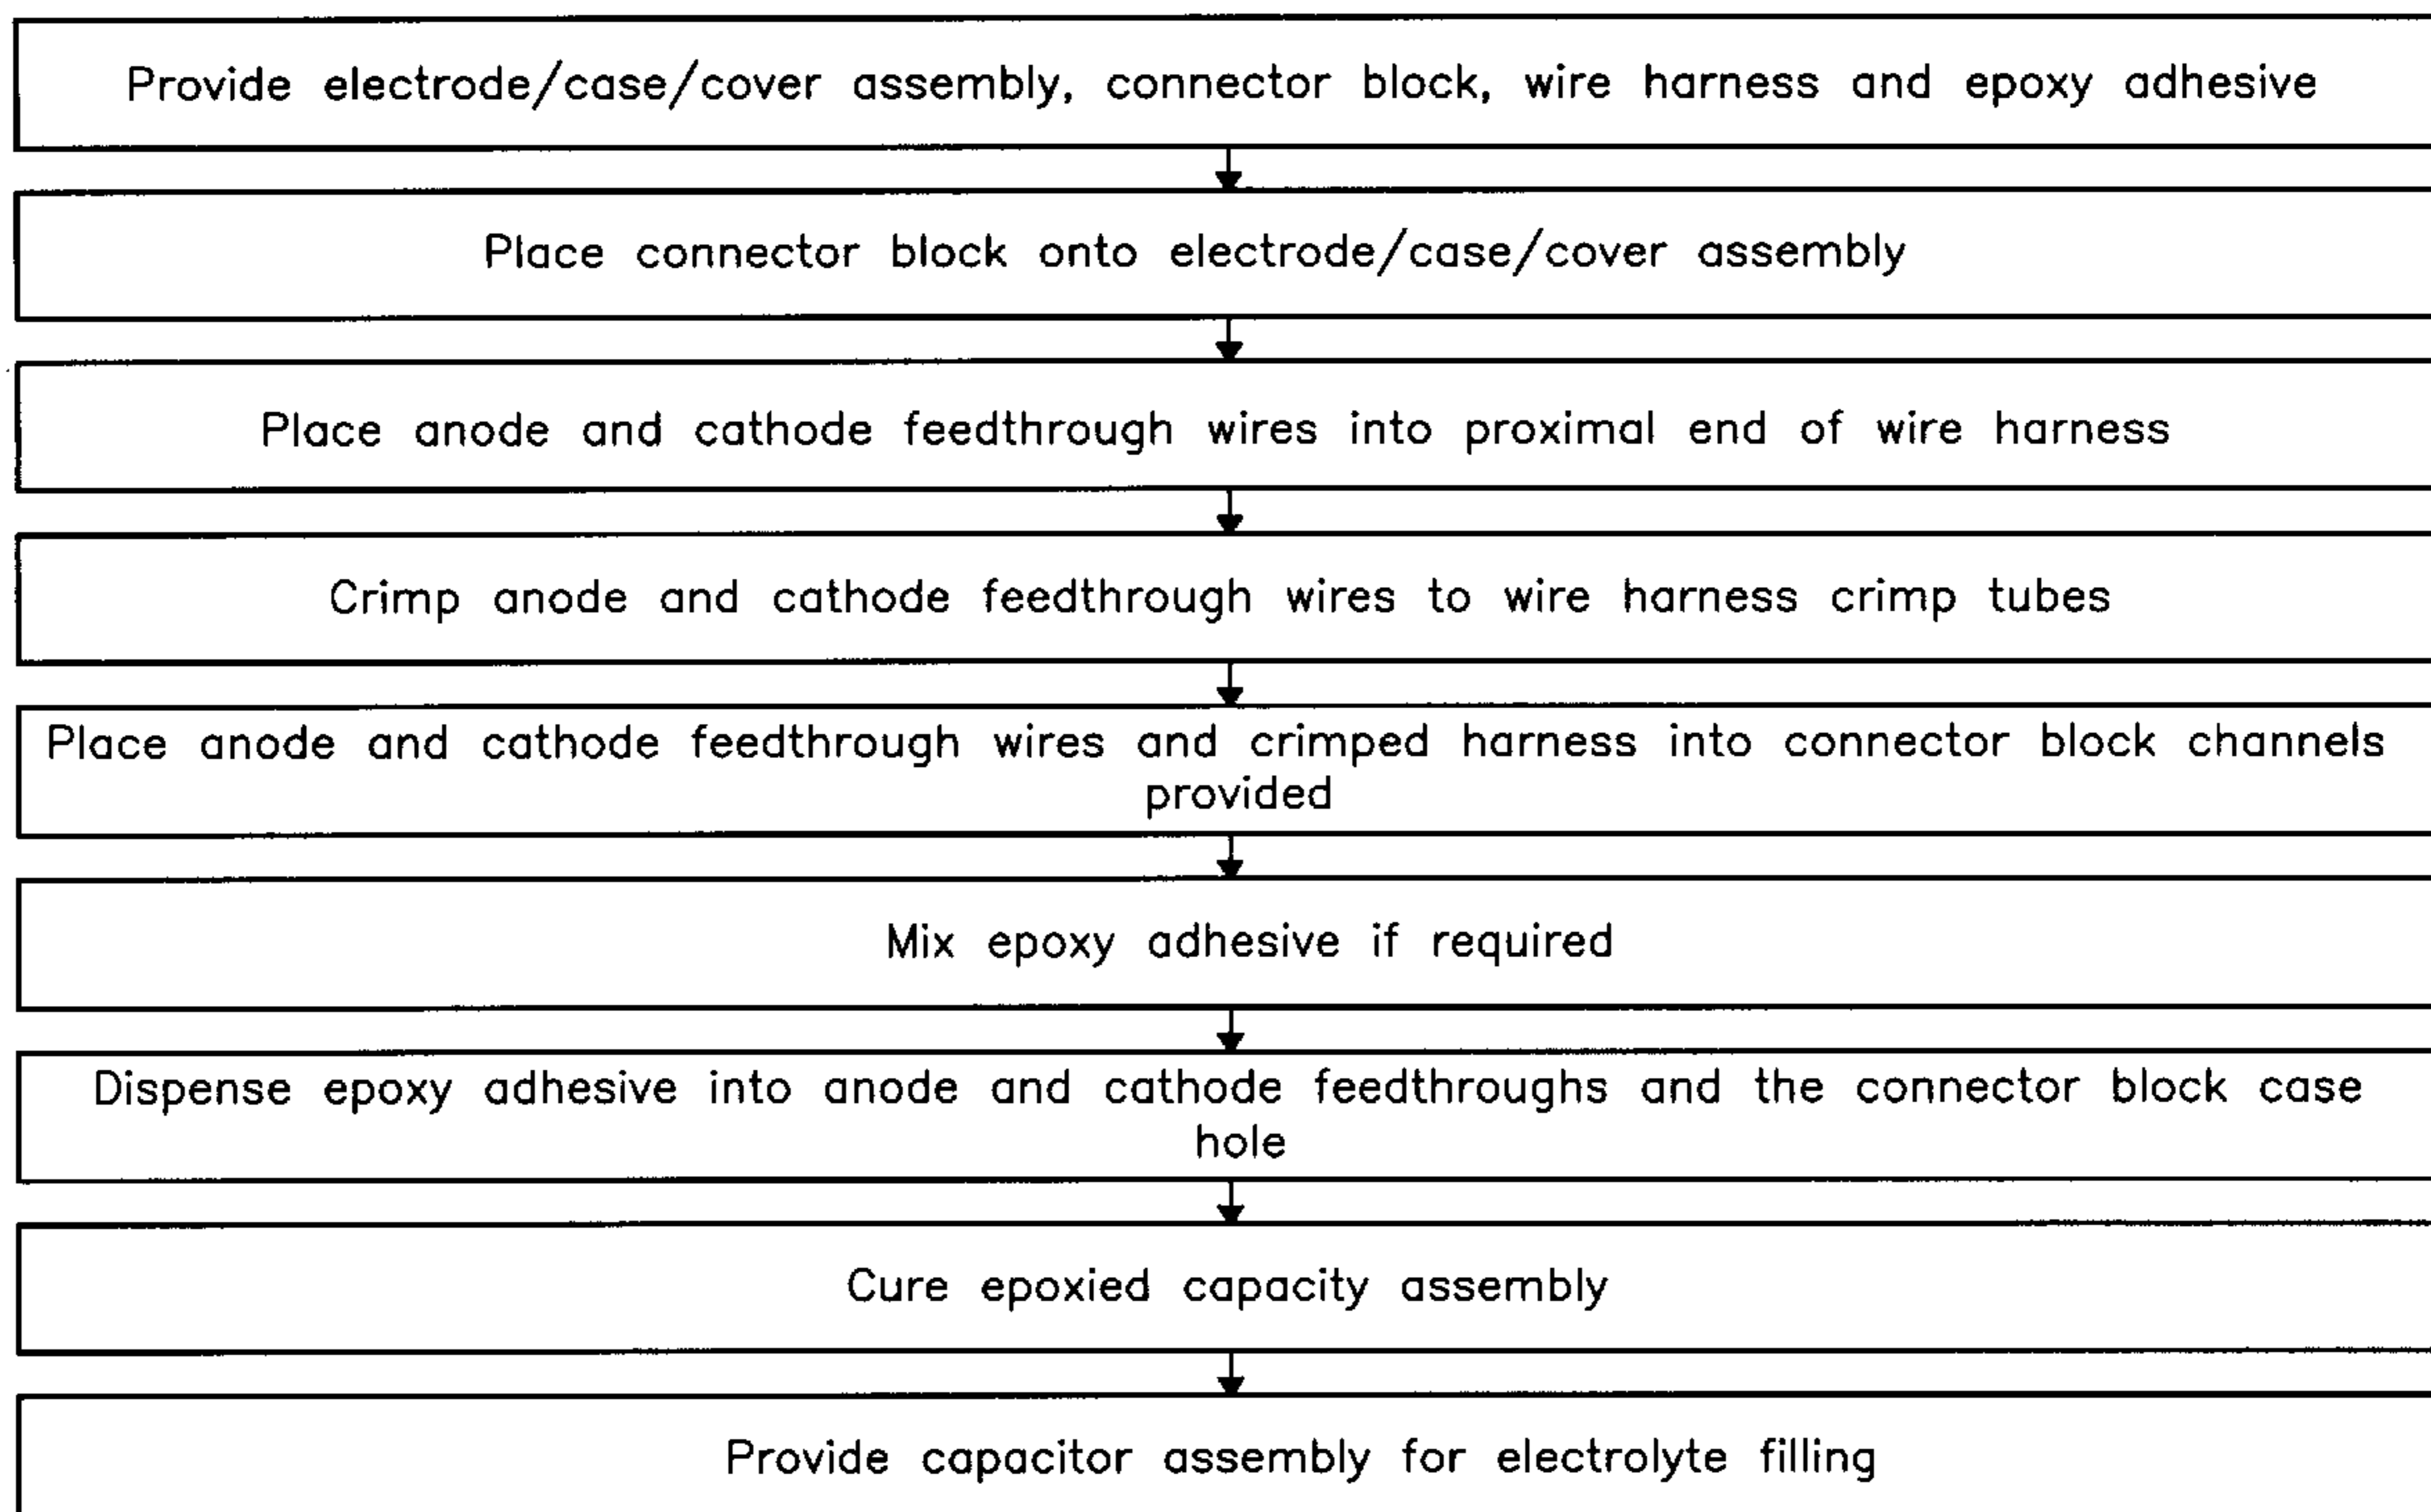 Provide electrode/case/cover assembly, connector block, wire harness and epoxy adhesive
Place connector block onto electrode/case/cover assembly
Place anode and cathode feedthrough wires into proximal end of wire harness
Crimp anode and cathode feedthrough wires to wire harness crimp tubes
Place anode and cathode feedthrough wires and crimped harness into connector block channels
provided
Mix epoxy adhesive if required
Dispense epoxy adhesive into anode and cathode feedthroughs and the connector block case
hole
Cure epoxied capacity assembly
Provide capacitor assembly for electrolyte filling